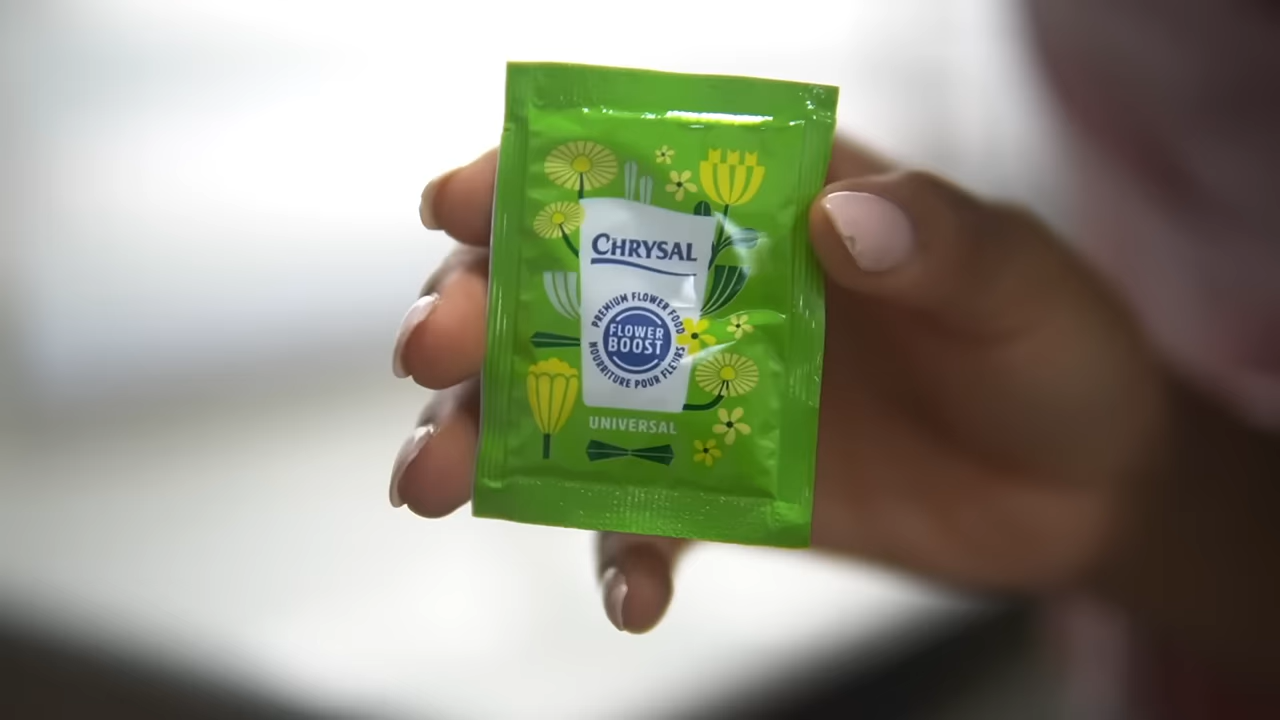 CHRYSAL
PREMIUM FLOWER FOOD
FLOWER
BOOST
NOURRITURE POUR FLEURS
UNIVERSAL